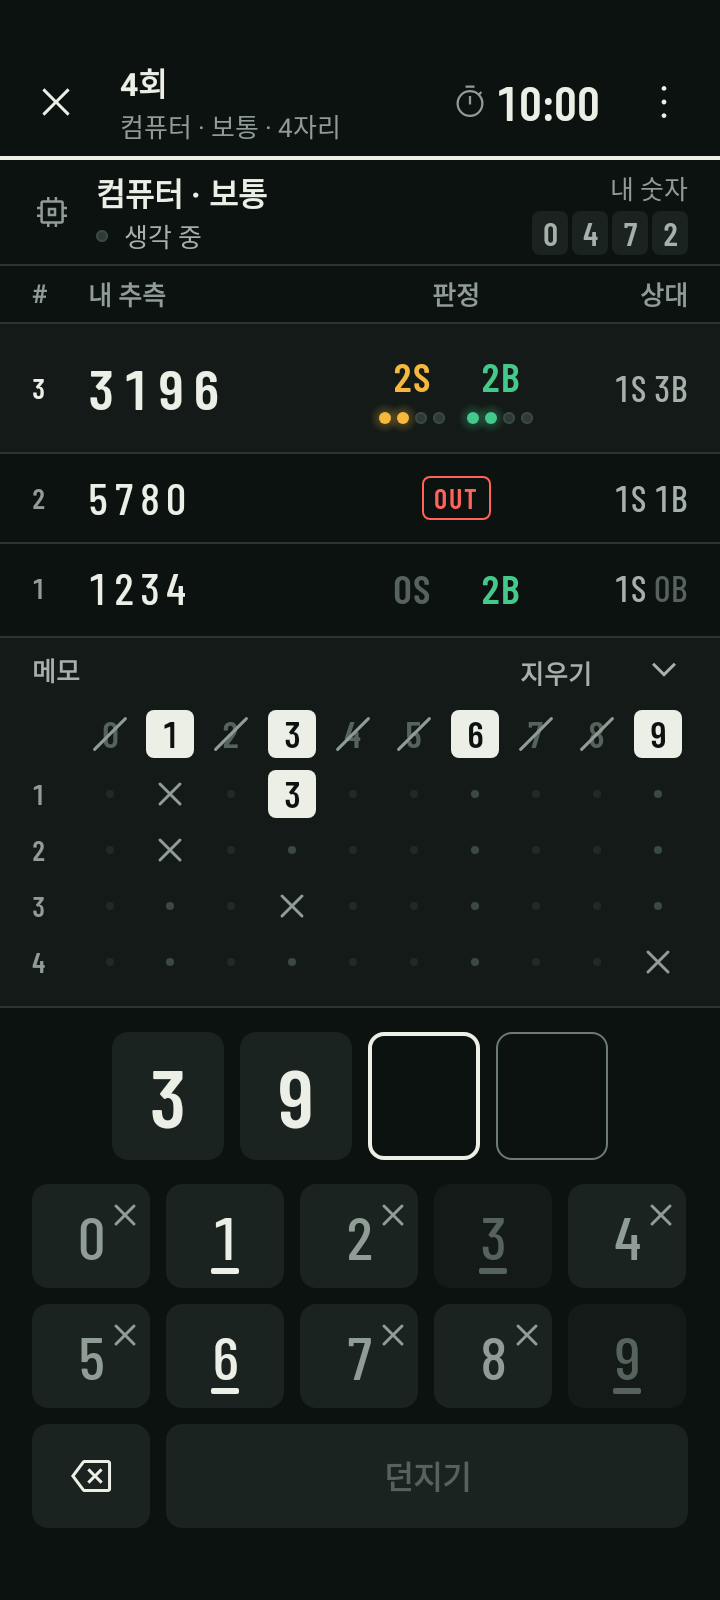 4회
컴퓨터 · 보통 · 4자리
10:00
컴퓨터 · 보통
생각 중
내 숫자
0 4 7 2
# 내 추측 판정 상대
3 3196 2S 2B 1S 3B
2 5780 OUT 1S 1B
1 1234 0S 2B 1S 0B
메모 지우기
0 1 2 3 4 5 6 7 8 9
1 3
2
3
4
3 9
0 1 2 3 4
5 6 7 8 9
던지기